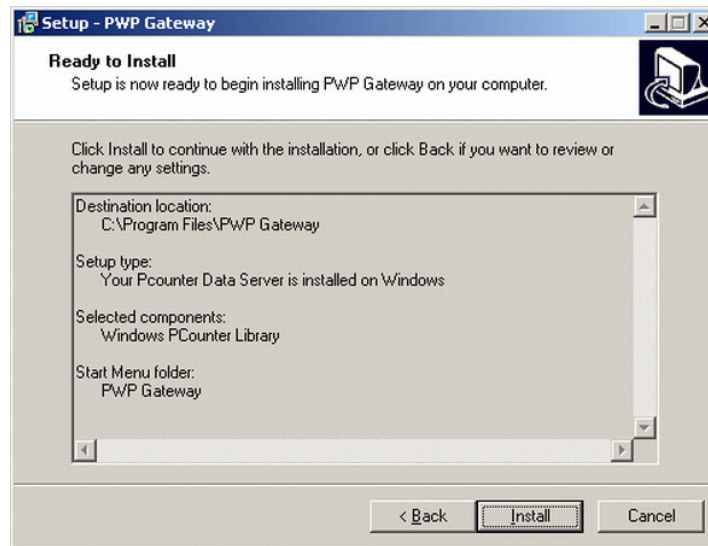 Setup - PWP Gateway
Ready to Install
Setup is now ready to begin installing PWP Gateway on your computer.
Click Install to continue with the installation, or click Back if you want to review or
change any settings.
Destination location:
C:\Program Files\PWP Gateway
Setup type:
Your Pcounter Data Server is installed on Windows
Selected components:
Windows PCounter Library
Start Menu folder:
PWP Gateway
< Back Install Cancel